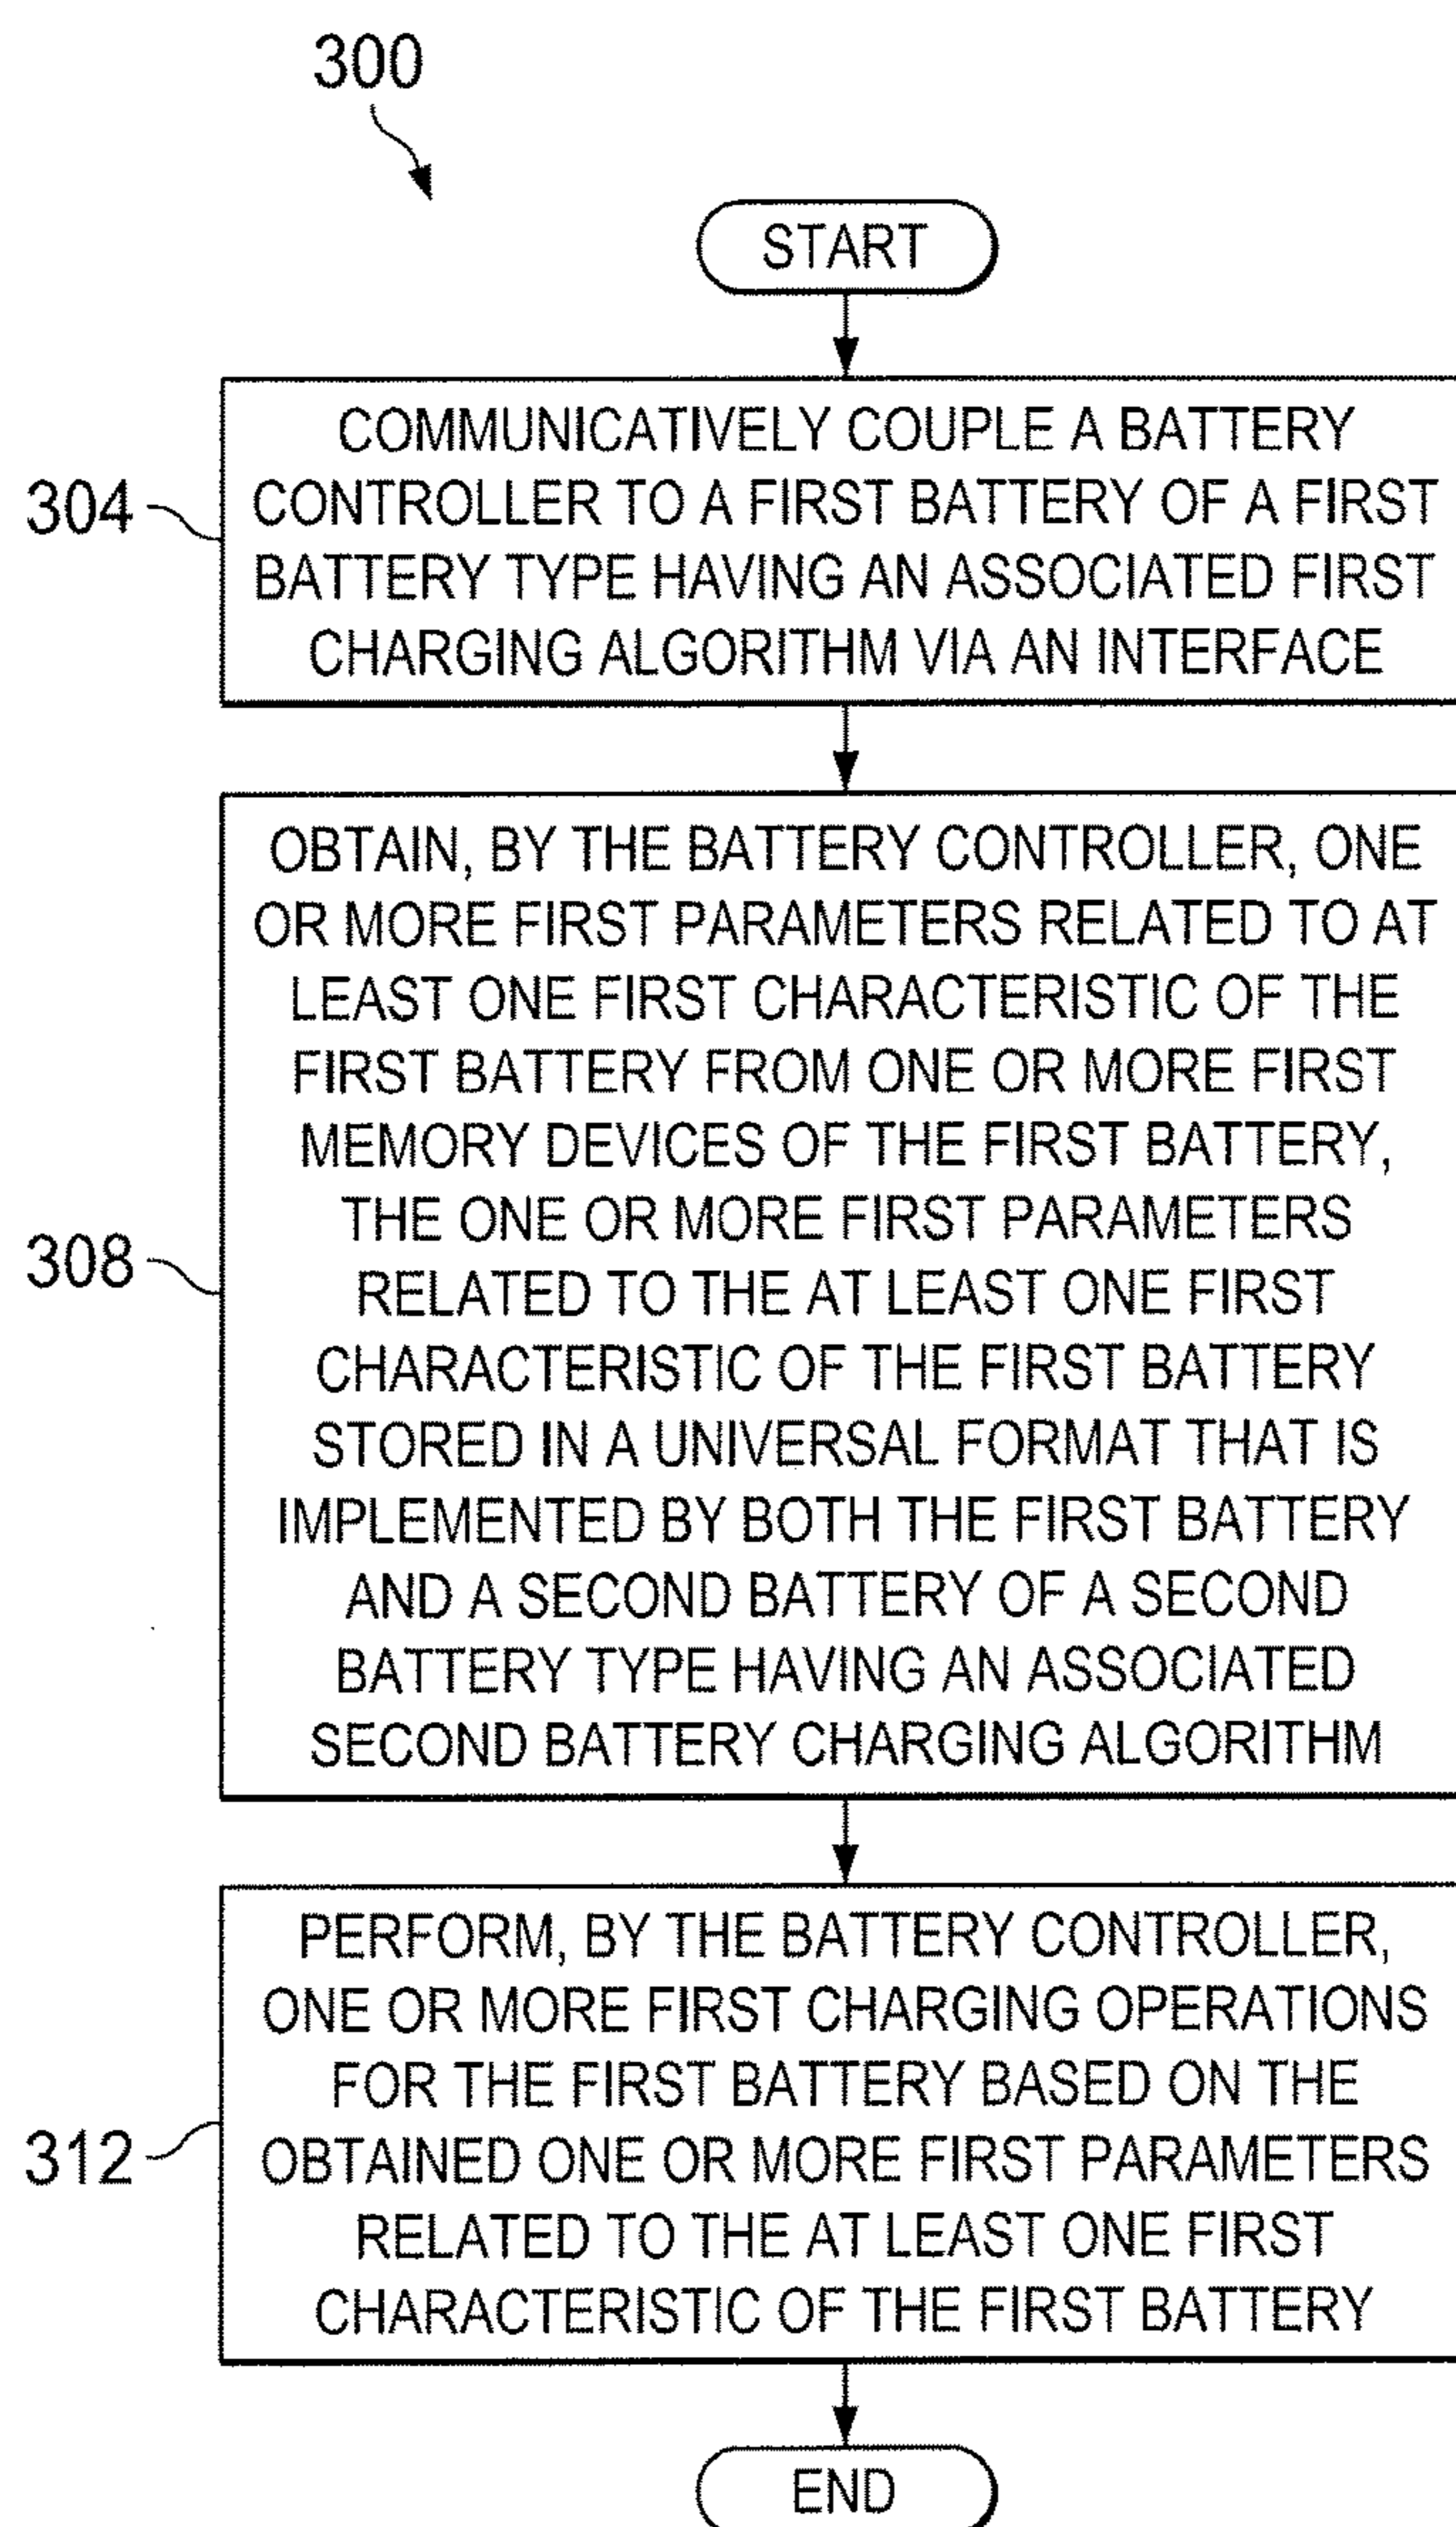 300
START
304
COMMUNICATIVELY COUPLE A BATTERY
CONTROLLER TO A FIRST BATTERY OF A FIRST
BATTERY TYPE HAVING AN ASSOCIATED FIRST
CHARGING ALGORITHM VIA AN INTERFACE
308
OBTAIN, BY THE BATTERY CONTROLLER, ONE
OR MORE FIRST PARAMETERS RELATED TO AT
LEAST ONE FIRST CHARACTERISTIC OF THE
FIRST BATTERY FROM ONE OR MORE FIRST
MEMORY DEVICES OF THE FIRST BATTERY,
THE ONE OR MORE FIRST PARAMETERS
RELATED TO THE AT LEAST ONE FIRST
CHARACTERISTIC OF THE FIRST BATTERY
STORED IN A UNIVERSAL FORMAT THAT IS
IMPLEMENTED BY BOTH THE FIRST BATTERY
AND A SECOND BATTERY OF A SECOND
BATTERY TYPE HAVING AN ASSOCIATED
SECOND BATTERY CHARGING ALGORITHM
312
PERFORM, BY THE BATTERY CONTROLLER,
ONE OR MORE FIRST CHARGING OPERATIONS
FOR THE FIRST BATTERY BASED ON THE
OBTAINED ONE OR MORE FIRST PARAMETERS
RELATED TO THE AT LEAST ONE FIRST
CHARACTERISTIC OF THE FIRST BATTERY
END